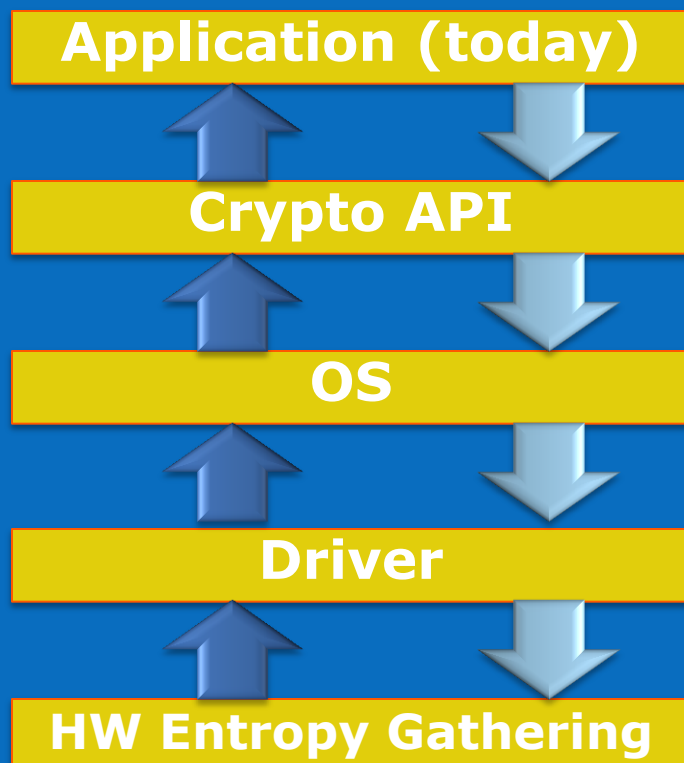 Application (today)
Crypto API
OS
Driver
HW Entropy Gathering